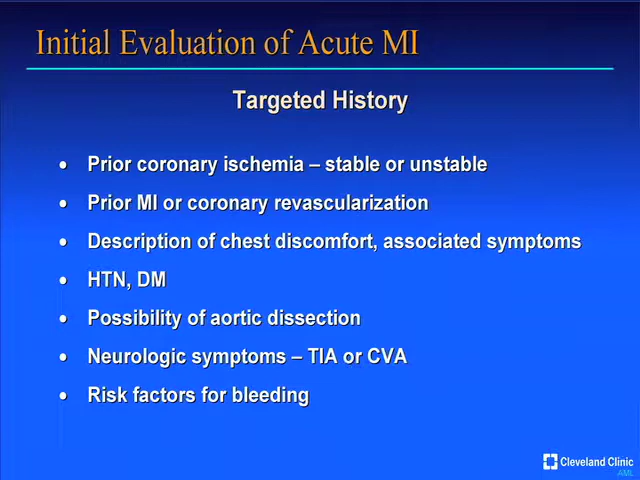 Initial Evaluation of Acute MI
Targeted History
• Prior coronary ischemia – stable or unstable
• Prior MI or coronary revascularization
• Description of chest discomfort, associated symptoms
• HTN, DM
• Possibility of aortic dissection
• Neurologic symptoms – TIA or CVA
• Risk factors for bleeding
Cleveland Clinic
AML